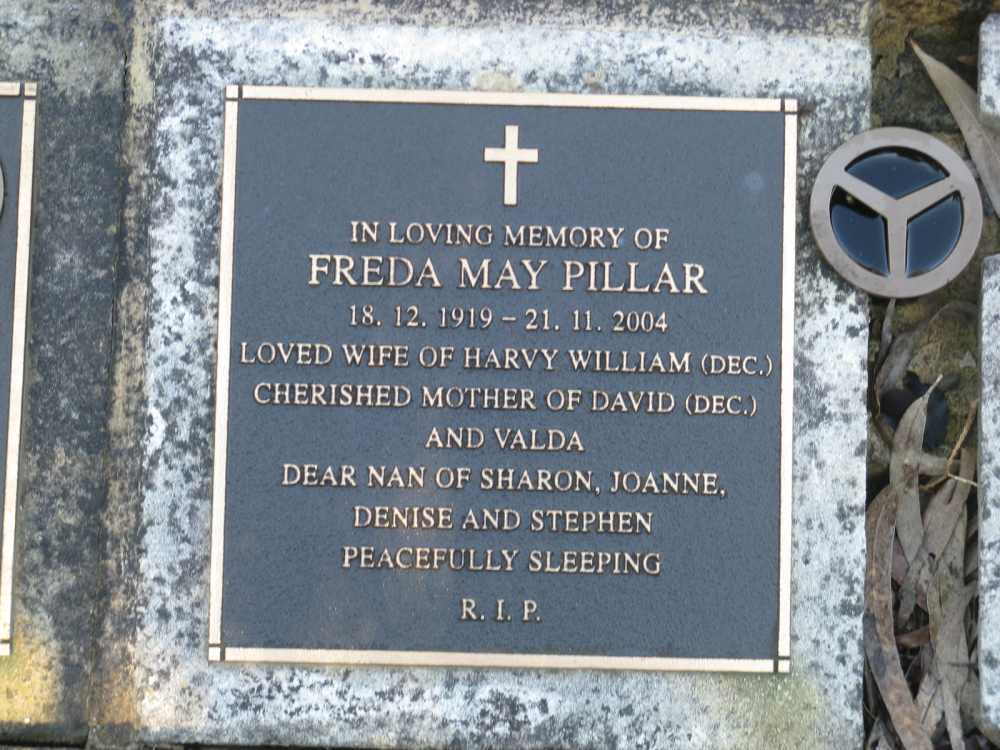 IN LOVING MEMORY OF
FREDA MAY PILLAR
18. 12. 1919 – 21. 11. 2004
LOVED WIFE OF HARVY WILLIAM (DEC.)
CHERISHED MOTHER OF DAVID (DEC.)
AND VALDA
DEAR NAN OF SHARON, JOANNE,
DENISE AND STEPHEN
PEACEFULLY SLEEPING
R. I. P.